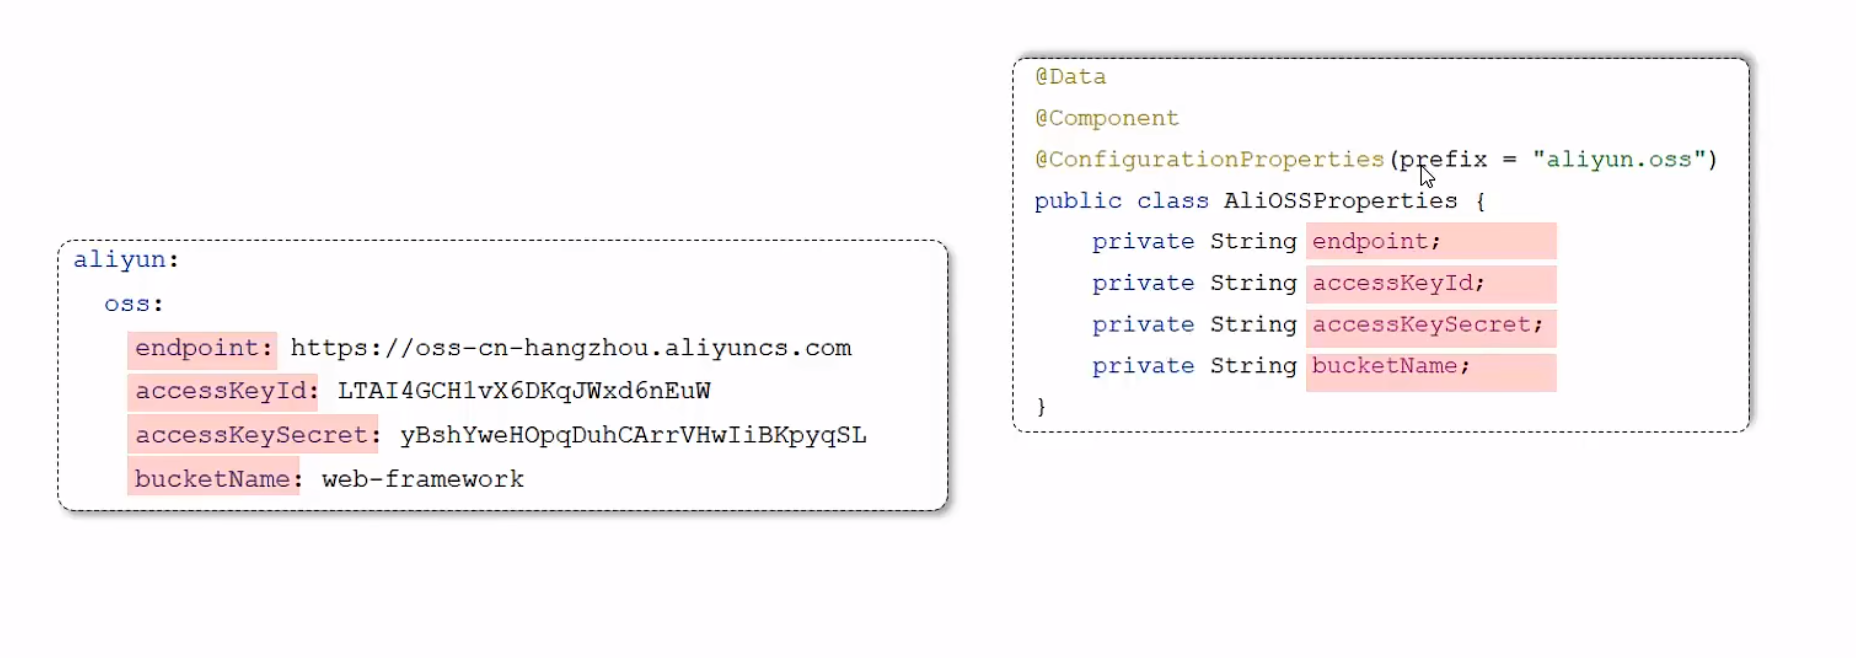 aliyun:
oss:
endpoint: https://oss-cn-hangzhou.aliyuncs.com
accessKeyId: LTAI4GCH1vX6DKqJWxd6nEuW
accessKeySecret: yBshYweHOpqDuhCArrVHwIiBKpyqSL
bucketName: web-framework
@Data
@Component
@ConfigurationProperties(prefix = "aliyun.oss")
public class AliOSSProperties {
private String endpoint;
private String accessKeyId;
private String accessKeySecret;
private String bucketName;
}